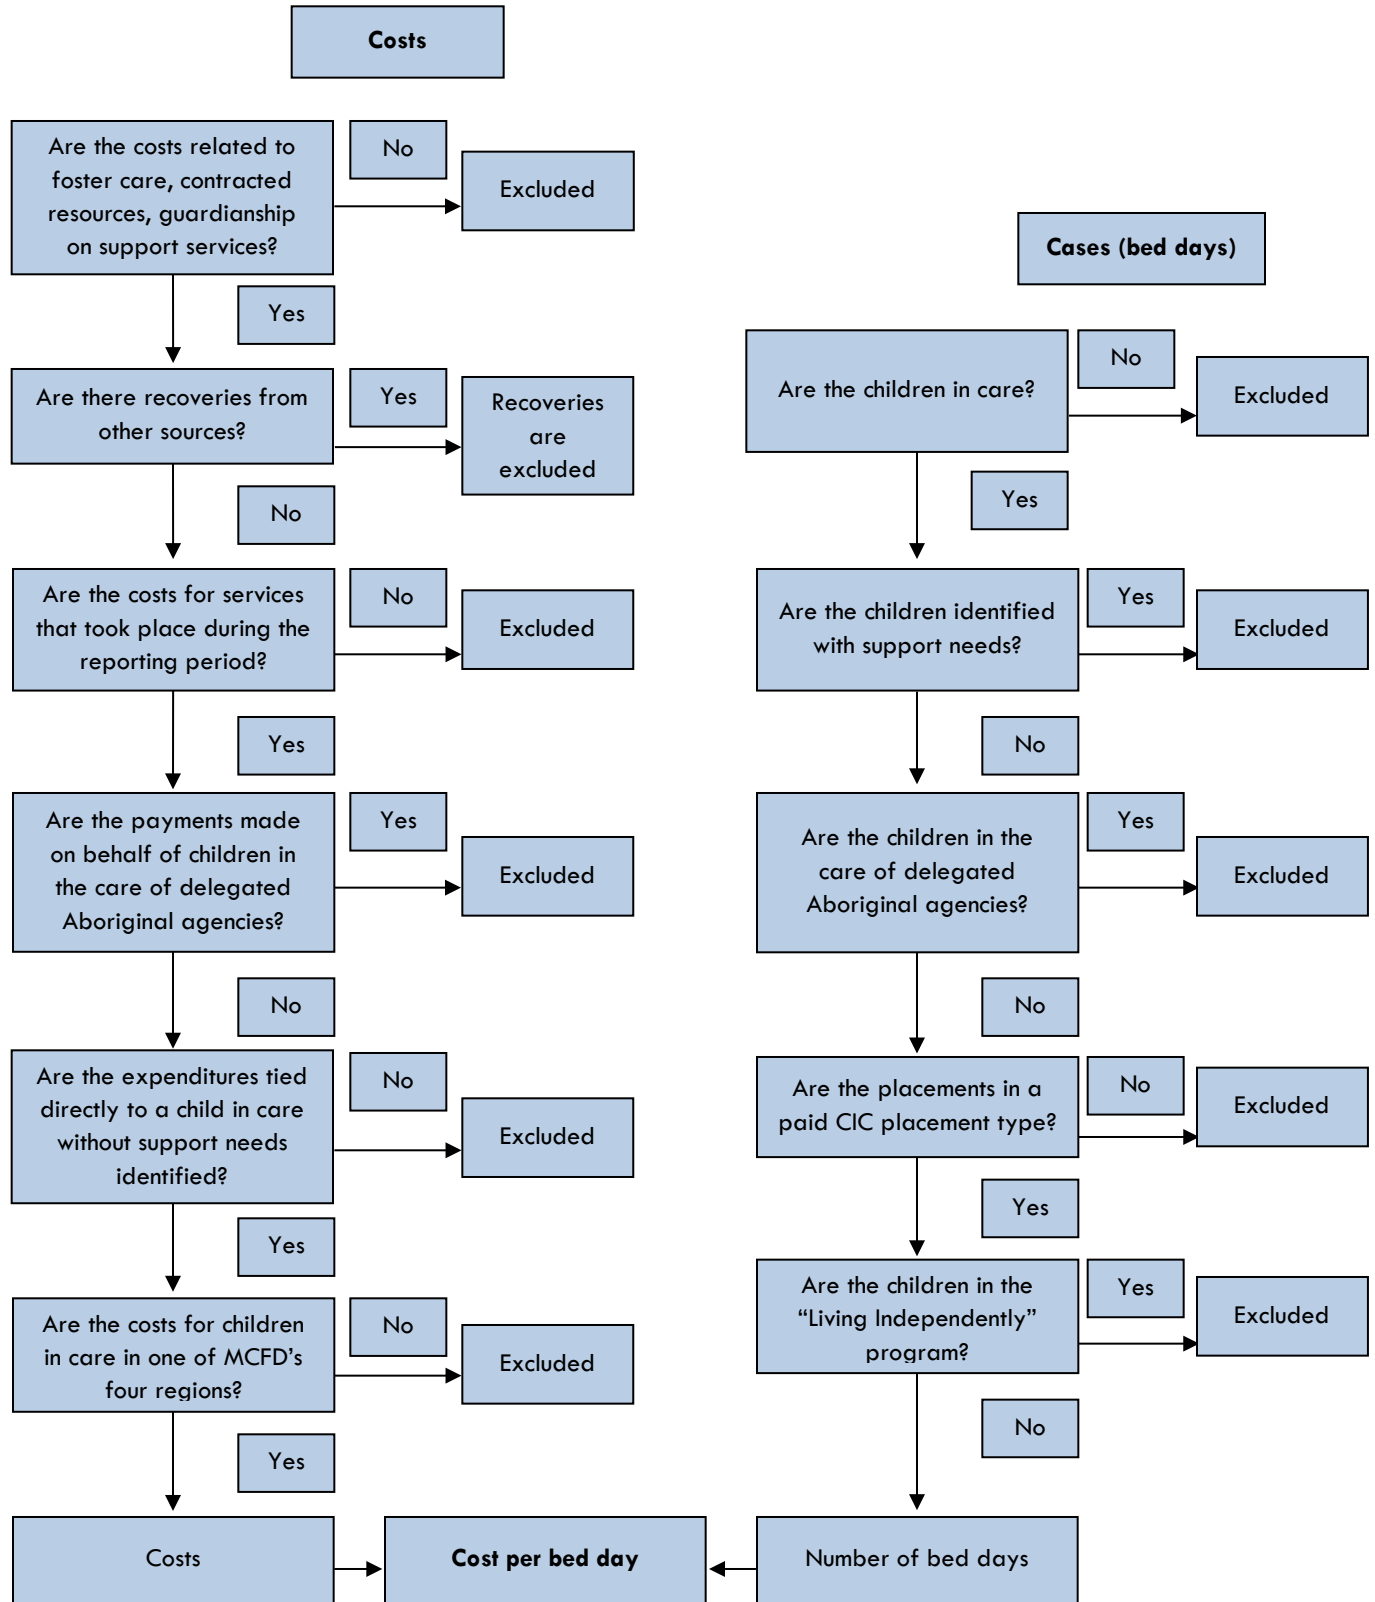 Costs
Are the costs related to
foster care, contracted
resources, guardianship
on support services?
No
Excluded
Yes
Are there recoveries from
other sources?
Yes
Recoveries
are
excluded
No
Are the costs for services
that took place during the
reporting period?
No
Excluded
Yes
Are the payments made
on behalf of children in
the care of delegated
Aboriginal agencies?
Yes
Excluded
No
Are the expenditures tied
directly to a child in care
without support needs
identified?
No
Excluded
Yes
Are the costs for children
in care in one of MCFD's
four regions?
No
Excluded
Yes
Costs
Cost per bed day
Cases (bed days)
Are the children in care?
No
Excluded
Yes
Are the children identified
with support needs?
Yes
Excluded
No
Are the children in the
care of delegated
Aboriginal agencies?
Yes
Excluded
No
Are the placements in a
paid CIC placement type?
No
Excluded
Yes
Are the children in the
“Living Independently”
program?
Yes
Excluded
No
Number of bed days